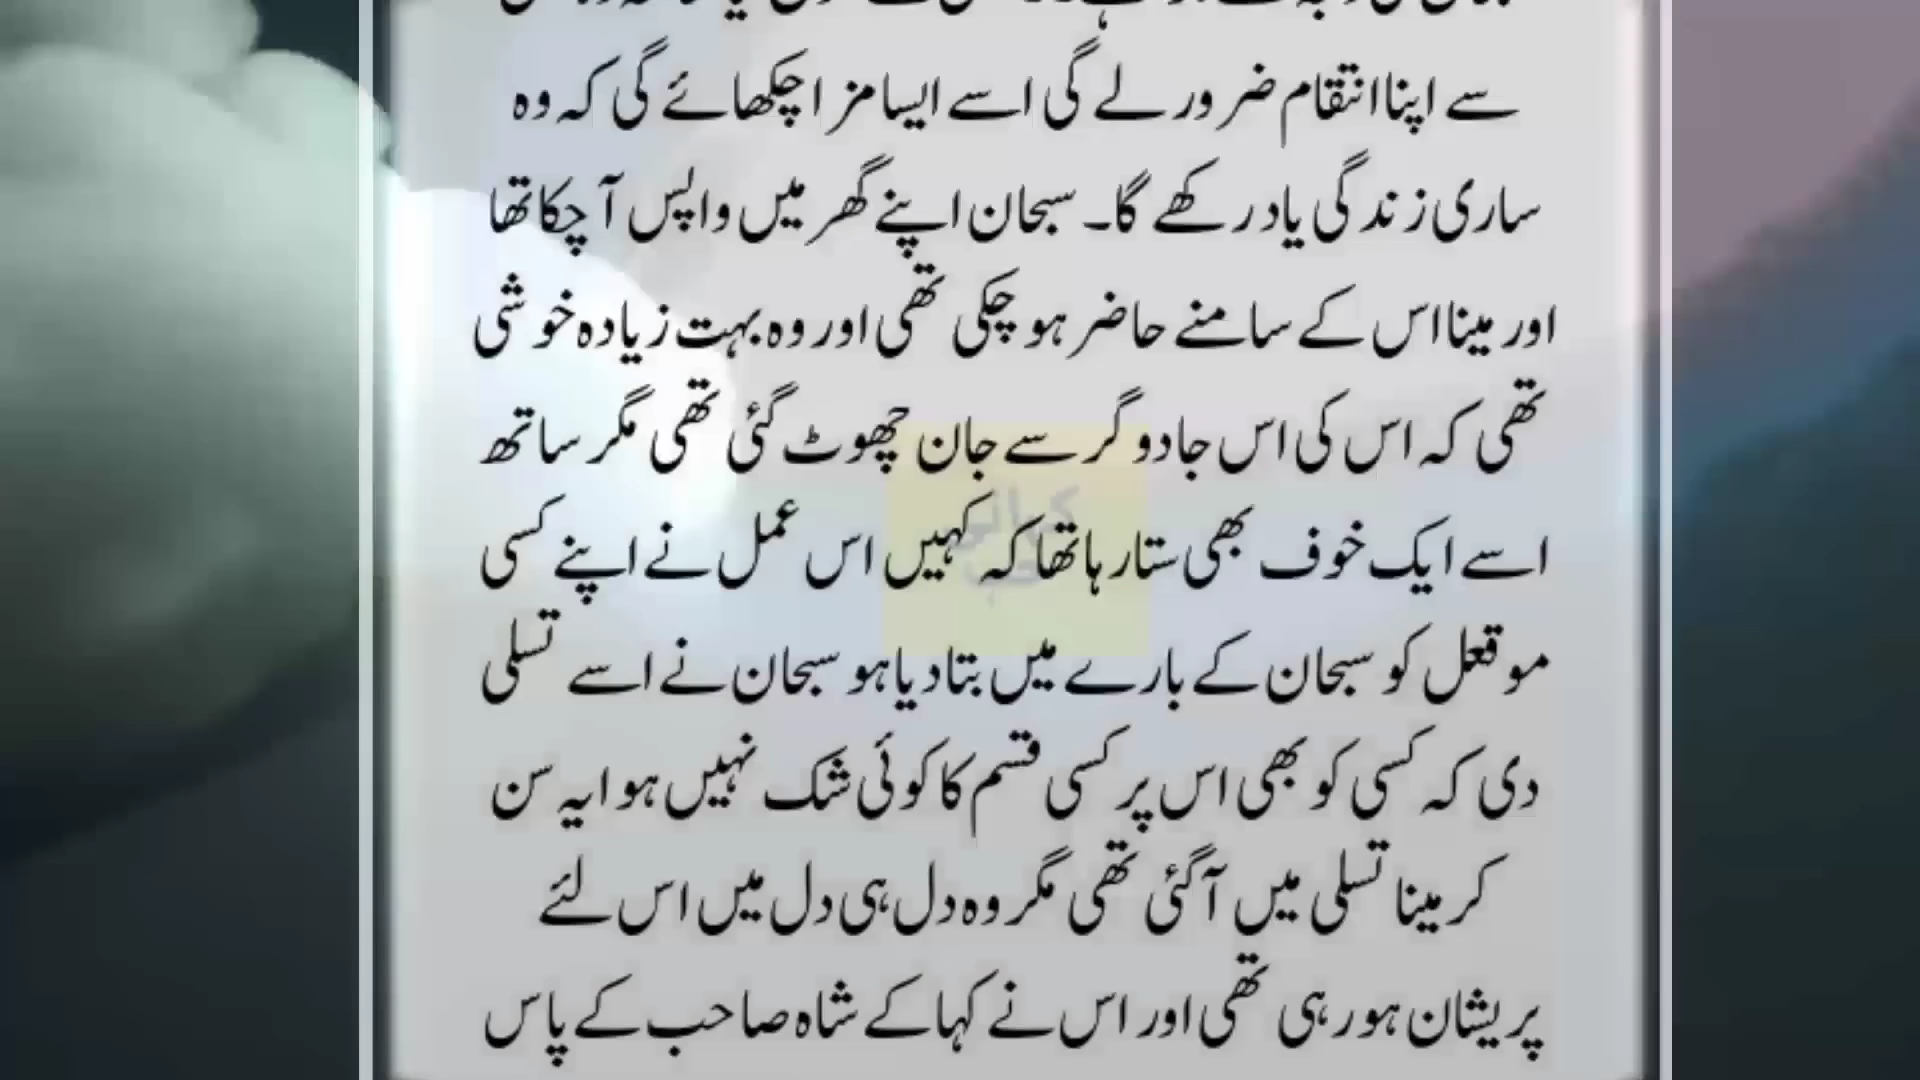 سے اپنا انتقام ضرور لے گی اسے ایسا مزا چکھائے گی کہ وہ
ساری زندگی یاد رکھے گا۔ سبحان اپنے گھر میں واپس آ چکا تھا
اور مینا اس کے سامنے حاضر ہو چکی تھی اور وہ بہت زیادہ خوشی
تھی کہ اس کی اس جادوگر سے جان چھوٹ گئی تھی مگر ساتھ
اسے ایک خوف بھی ستا رہا تھا کہ کہیں اس عمل نے اپنے کسی
موقعل کو سبحان کے بارے میں بتا دیا ہو سبحان نے اسے تسلی
دی کہ کسی کو بھی اس پر کسی قسم کا کوئی شک نہیں ہوا یہ سن
کر مینا تسلی میں آ گئی تھی مگر وہ دل ہی دل میں اس لئے
پریشان ہو رہی تھی اور اس نے کہا کے شاہ صاحب کے پاس